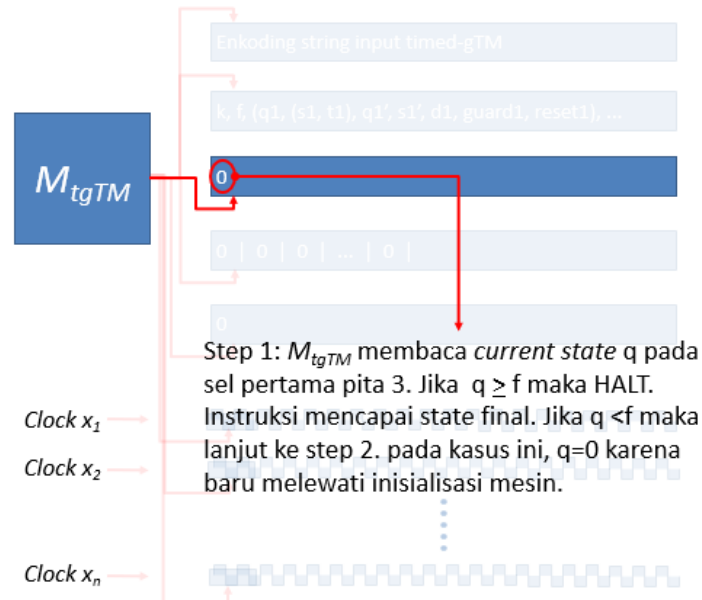 Enkoding string input timed-gTM
k, f, (q1, (s1, t1), q1', s1', d1, guard1, reset1), ...
M_tgTM
0
0 | 0 | 0 | ... | 0 |
0
Step 1: M_tgTM membaca current state q pada
sel pertama pita 3. Jika q ≥ f maka HALT.
Instruksi mencapai state final. Jika q <f maka
lanjut ke step 2. pada kasus ini, q=0 karena
baru melewati inisialisasi mesin.
Clock x₁
Clock x₂
Clock xₙ